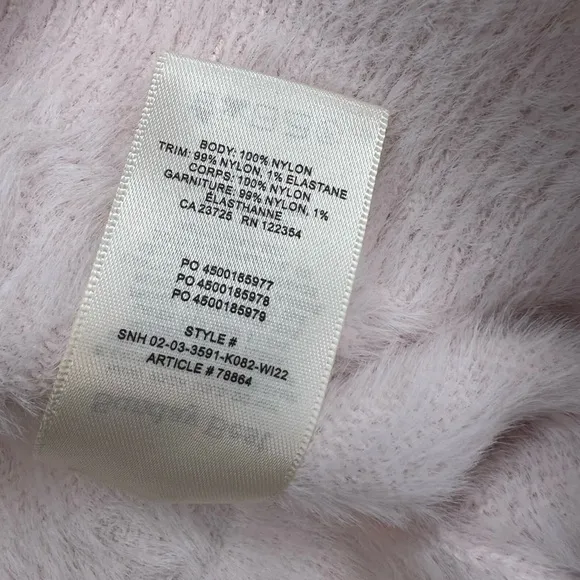 BODY: 100% NYLON
TRIM: 99% NYLON, 1% ELASTANE
CORPS: 100% NYLON
GARNITURE: 99% NYLON, 1%
ÉLASTHANNE
CA 23725 RN 122354
PO 4500185977
PO 4500185978
PO 4500185979
STYLE #
SNH 02-03-3591-K082-WI22
ARTICLE # 78864